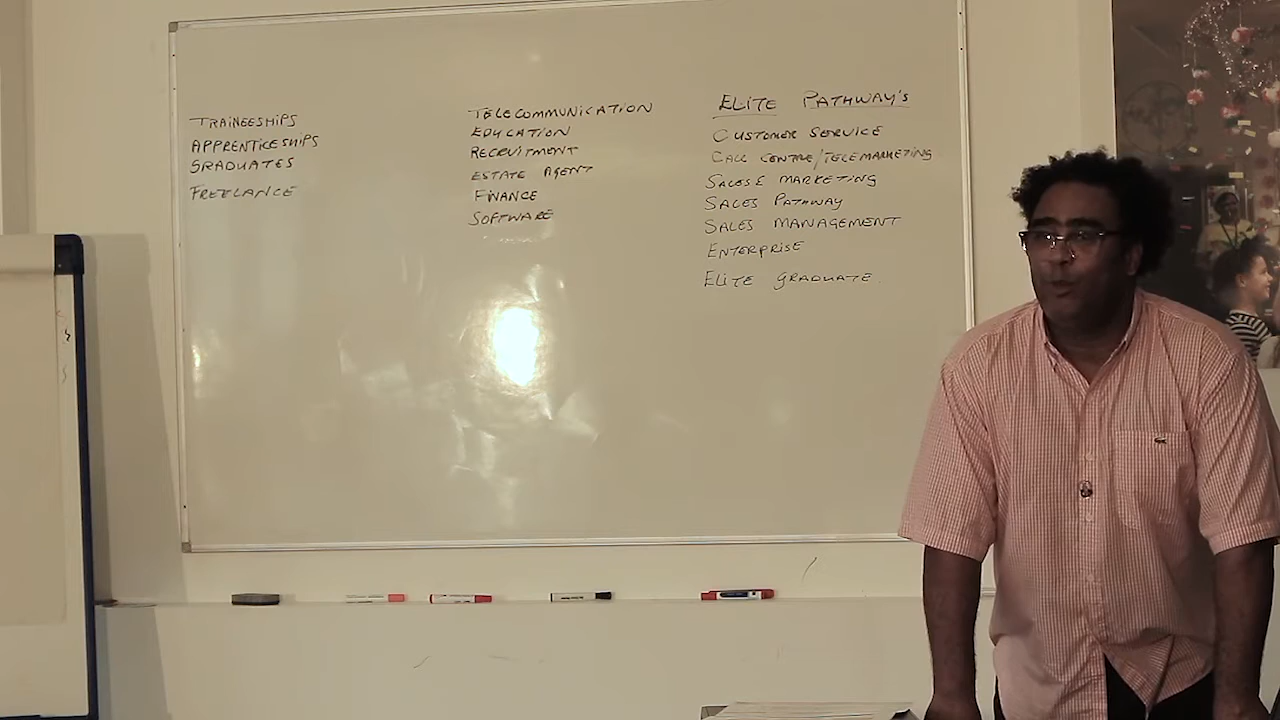 TRAINEESHIPS
APPRENTICESHIPS
GRADUATES
FREELANCE
TELECOMMUNICATION
EDUCATION
RECRUITMENT
ESTATE AGENT
FINANCE
SOFTWARE
ELITE PATHWAY'S
CUSTOMER SERVICE
CALL CENTRE/TELEMARKETING
SALES & MARKETING
SALES PATHWAY
SALES MANAGEMENT
ENTERPRISE
ELITE GRADUATE.